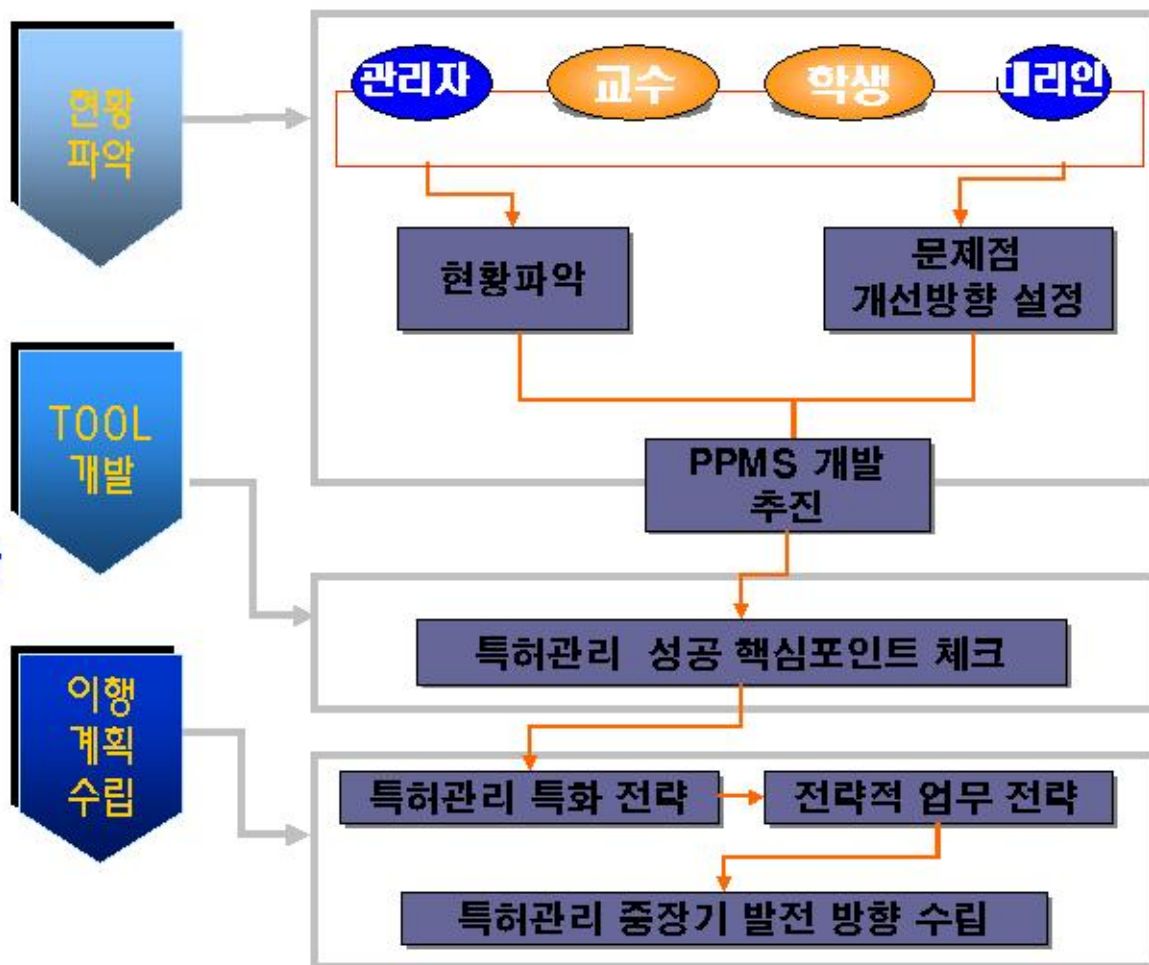 현황
파악
관리자
교수
학생
대리인
현황파악
문제점
개선방향 설정
TOOL
개발
PPMS 개발
추진
특허관리 성공 핵심포인트 체크
이행
계획
수립
특허관리 특화 전략
전략적 업무 전략
특허관리 중장기 발전 방향 수립